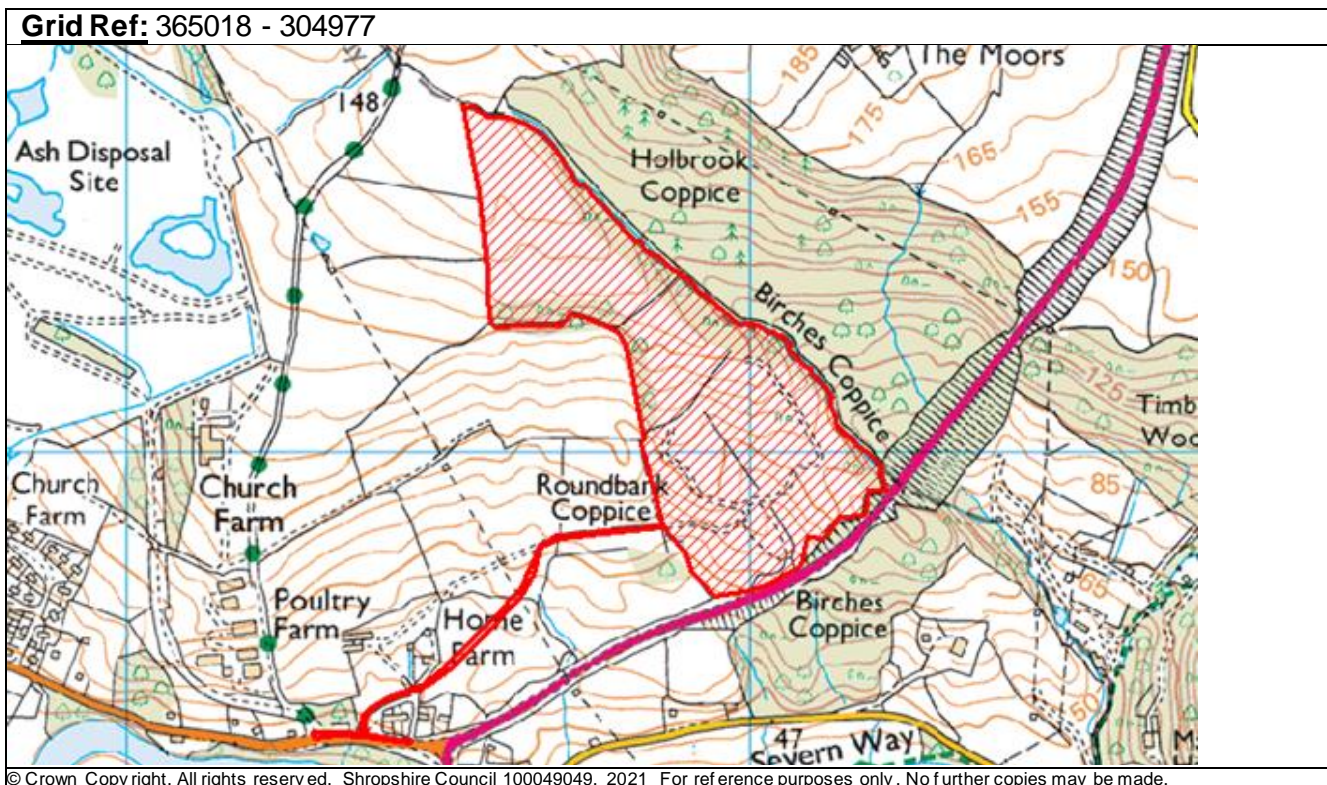 Grid Ref: 365018 - 304977
The Moors
185
148
175
Ash Disposal
Site
Holbrook
Coppice
165
155
150
Birches Coppice
125
Church
Farm
Church
Farm
Roundbank
Coppice
85
Poultry
Farm
Home
Farm
65
Birches
Coppice
50
47
Severn Way
© Crown Copyright. All rights reserved. Shropshire Council 100049049. 2021 For reference purposes only. No further copies may be made.